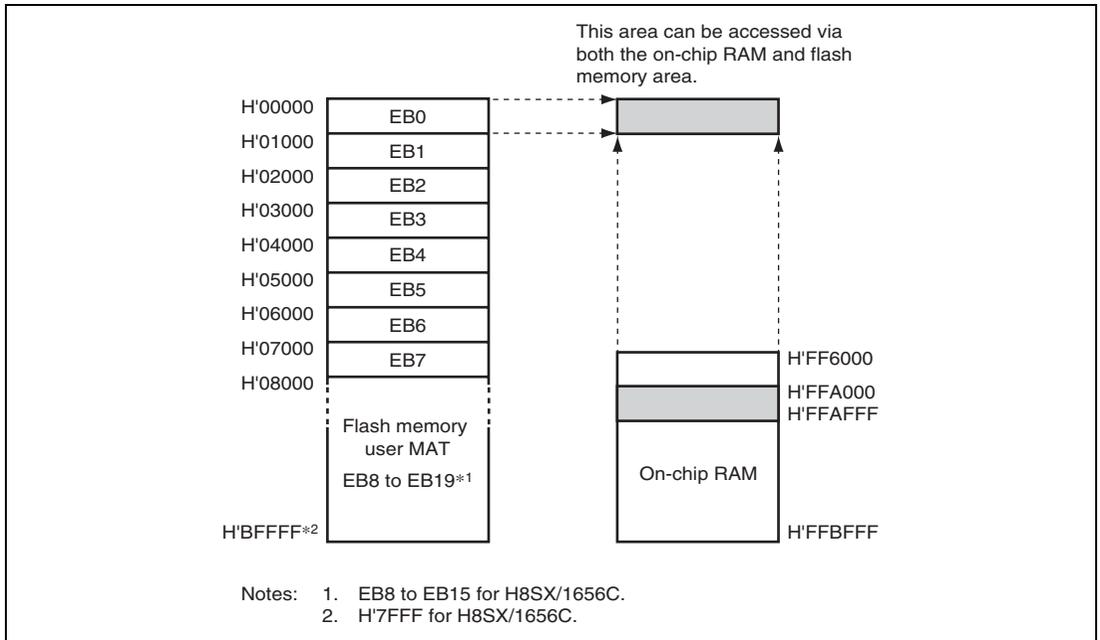 This area can be accessed via
both the on-chip RAM and flash
memory area.
H'00000
EB0
H'01000
EB1
H'02000
EB2
H'03000
EB3
H'04000
EB4
H'05000
EB5
H'06000
EB6
H'07000
EB7
H'08000
Flash memory
user MAT
EB8 to EB19*1
H'BFFFF*2
H'FF6000
H'FFA000
H'FFAFFF
On-chip RAM
H'FFBFFF
Notes: 1. EB8 to EB15 for H8SX/1656C.
2. H'7FFF for H8SX/1656C.